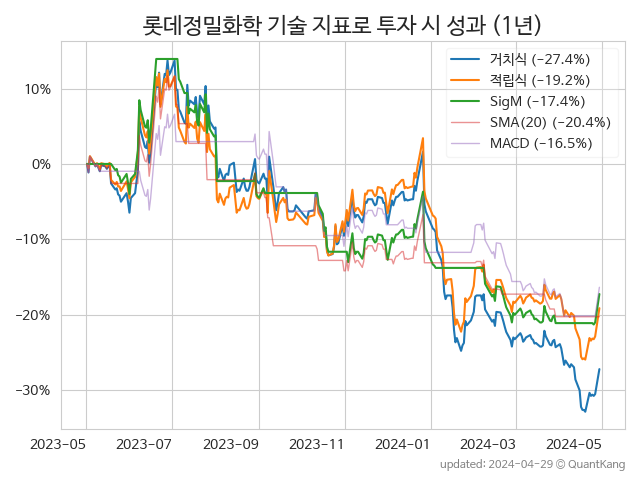 롯데정밀화학 기술 지표로 투자 시 성과 (1년)
거치식 (−27.4%)
적립식 (−19.2%)
SigM (−17.4%)
SMA(20) (−20.4%)
MACD (−16.5%)
10%
0%
−10%
−20%
−30%
2023-05 2023-07 2023-09 2023-11 2024-01 2024-03 2024-05
updated: 2024-04-29 © QuantKang